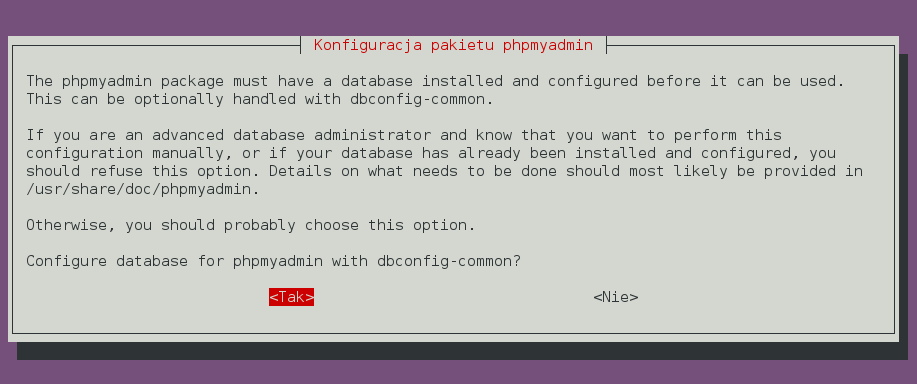 Konfiguracja pakietu phpmyadmin
The phpmyadmin package must have a database installed and configured before it can be used.
This can be optionally handled with dbconfig-common.
If you are an advanced database administrator and know that you want to perform this
configuration manually, or if your database has already been installed and configured, you
should refuse this option. Details on what needs to be done should most likely be provided in
/usr/share/doc/phpmyadmin.
Otherwise, you should probably choose this option.
Configure database for phpmyadmin with dbconfig-common?
<Tak> <Nie>